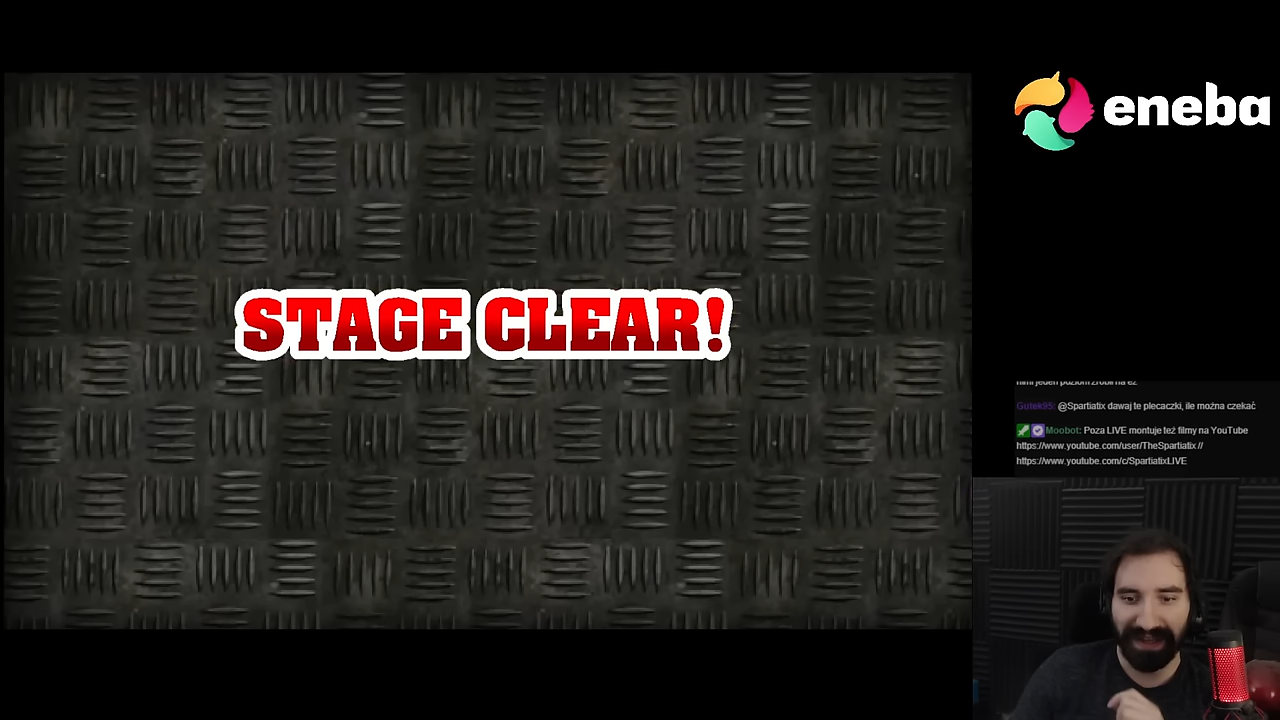 STAGE CLEAR!
eneba
Gutek95: @Spartiatix dawaj te plecaczki, ile można czekać
Moobot: Poza LIVE montuje też filmy na YouTube
https://www.youtube.com/user/TheSpartiatix //
https://www.youtube.com/c/SpartiatixLIVE